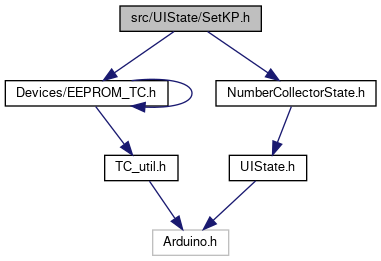 src/UIState/SetKP.h
Devices/EEPROM_TC.h
NumberCollectorState.h
TC_util.h
UIState.h
Arduino.h